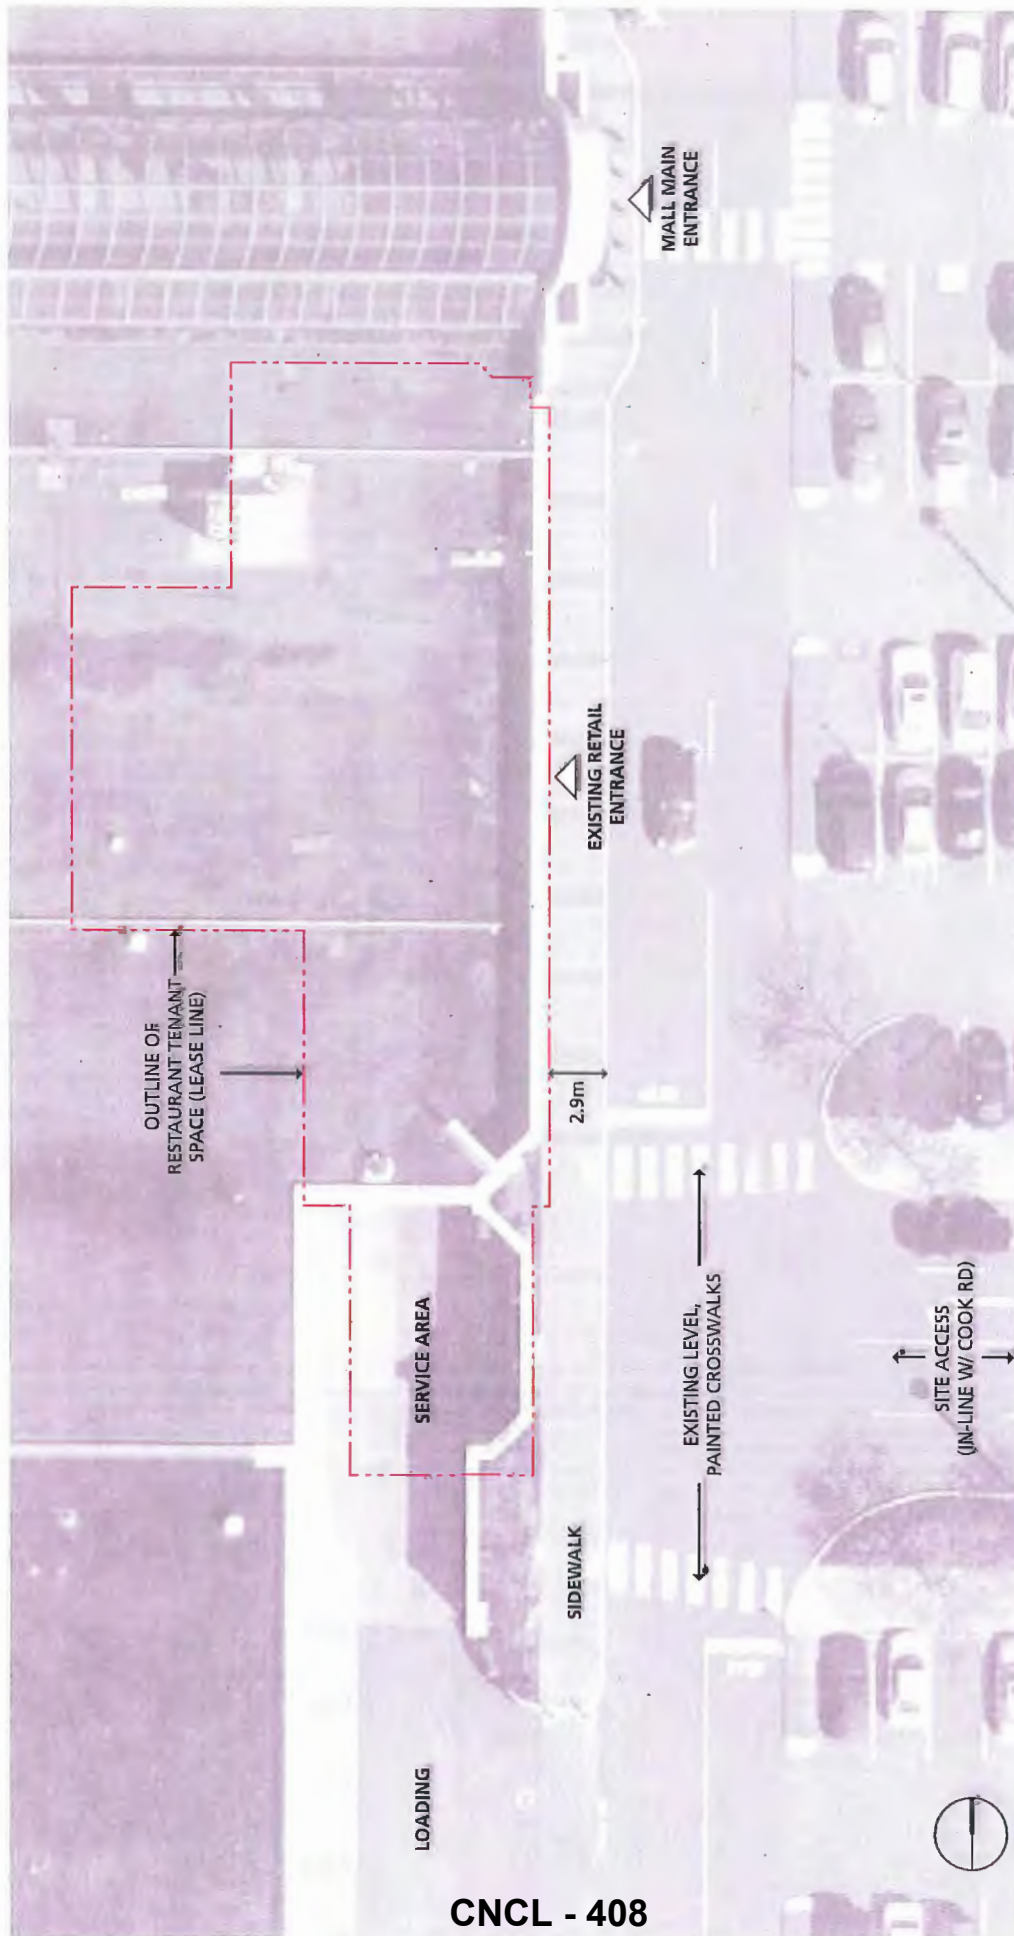 MALL MAIN
ENTRANCE
EXISTING RETAIL
ENTRANCE
OUTLINE OF
RESTAURANT TENANT
SPACE (LEASE LINE)
2.9m
SERVICE AREA
EXISTING LEVEL,
PAINTED CROSSWALKS
SITE ACCESS
(IN-LINE W/ COOK RD)
SIDEWALK
LOADING
CNCL - 408